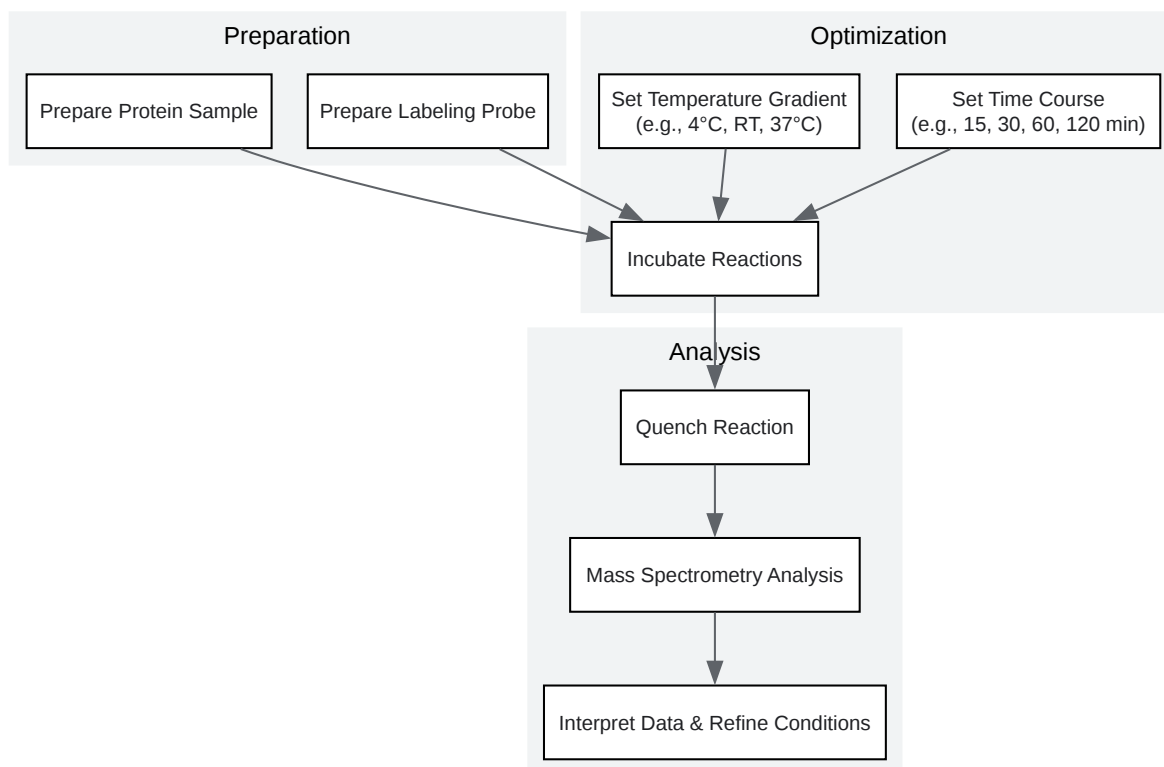 Preparation
Optimization
Prepare Protein Sample
Prepare Labeling Probe
Set Temperature Gradient
(e.g., 4°C, RT, 37°C)
Set Time Course
(e.g., 15, 30, 60, 120 min)
Incubate Reactions
Analysis
Quench Reaction
Mass Spectrometry Analysis
Interpret Data & Refine Conditions